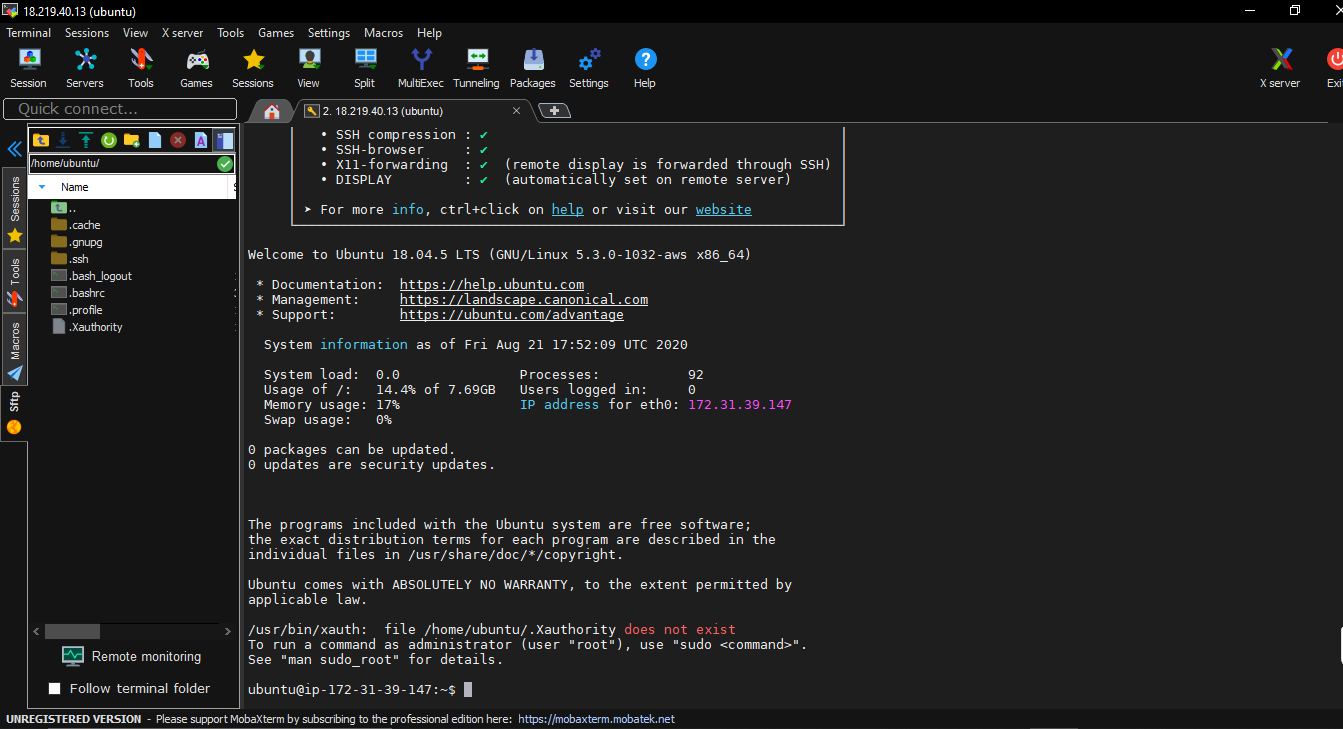 18.219.40.13 (ubuntu)
Terminal Sessions View X server Tools Games Settings Macros Help
Session Servers Tools Games Sessions View Split MultiExec Tunneling Packages Settings Help X server Exi
Quick connect...
2. 18.219.40.13 (ubuntu)
/home/ubuntu/
Name
..
.cache
.gnupg
.ssh
.bash_logout
.bashrc
.profile
.Xauthority
Sessions
Tools
Macros
Sftp
Remote monitoring
Follow terminal folder
• SSH compression : ✔
• SSH-browser : ✔
• X11-forwarding : ✔ (remote display is forwarded through SSH)
• DISPLAY : ✔ (automatically set on remote server)
➤ For more info, ctrl+click on help or visit our website
Welcome to Ubuntu 18.04.5 LTS (GNU/Linux 5.3.0-1032-aws x86_64)
* Documentation: https://help.ubuntu.com
* Management: https://landscape.canonical.com
* Support: https://ubuntu.com/advantage
System information as of Fri Aug 21 17:52:09 UTC 2020
System load: 0.0 Processes: 92
Usage of /: 14.4% of 7.69GB Users logged in: 0
Memory usage: 17% IP address for eth0: 172.31.39.147
Swap usage: 0%
0 packages can be updated.
0 updates are security updates.
The programs included with the Ubuntu system are free software;
the exact distribution terms for each program are described in the
individual files in /usr/share/doc/*/copyright.
Ubuntu comes with ABSOLUTELY NO WARRANTY, to the extent permitted by
applicable law.
/usr/bin/xauth: file /home/ubuntu/.Xauthority does not exist
To run a command as administrator (user "root"), use "sudo <command>".
See "man sudo_root" for details.
ubuntu@ip-172-31-39-147:~$
UNREGISTERED VERSION - Please support MobaXterm by subscribing to the professional edition here: https://mobaxterm.mobatek.net